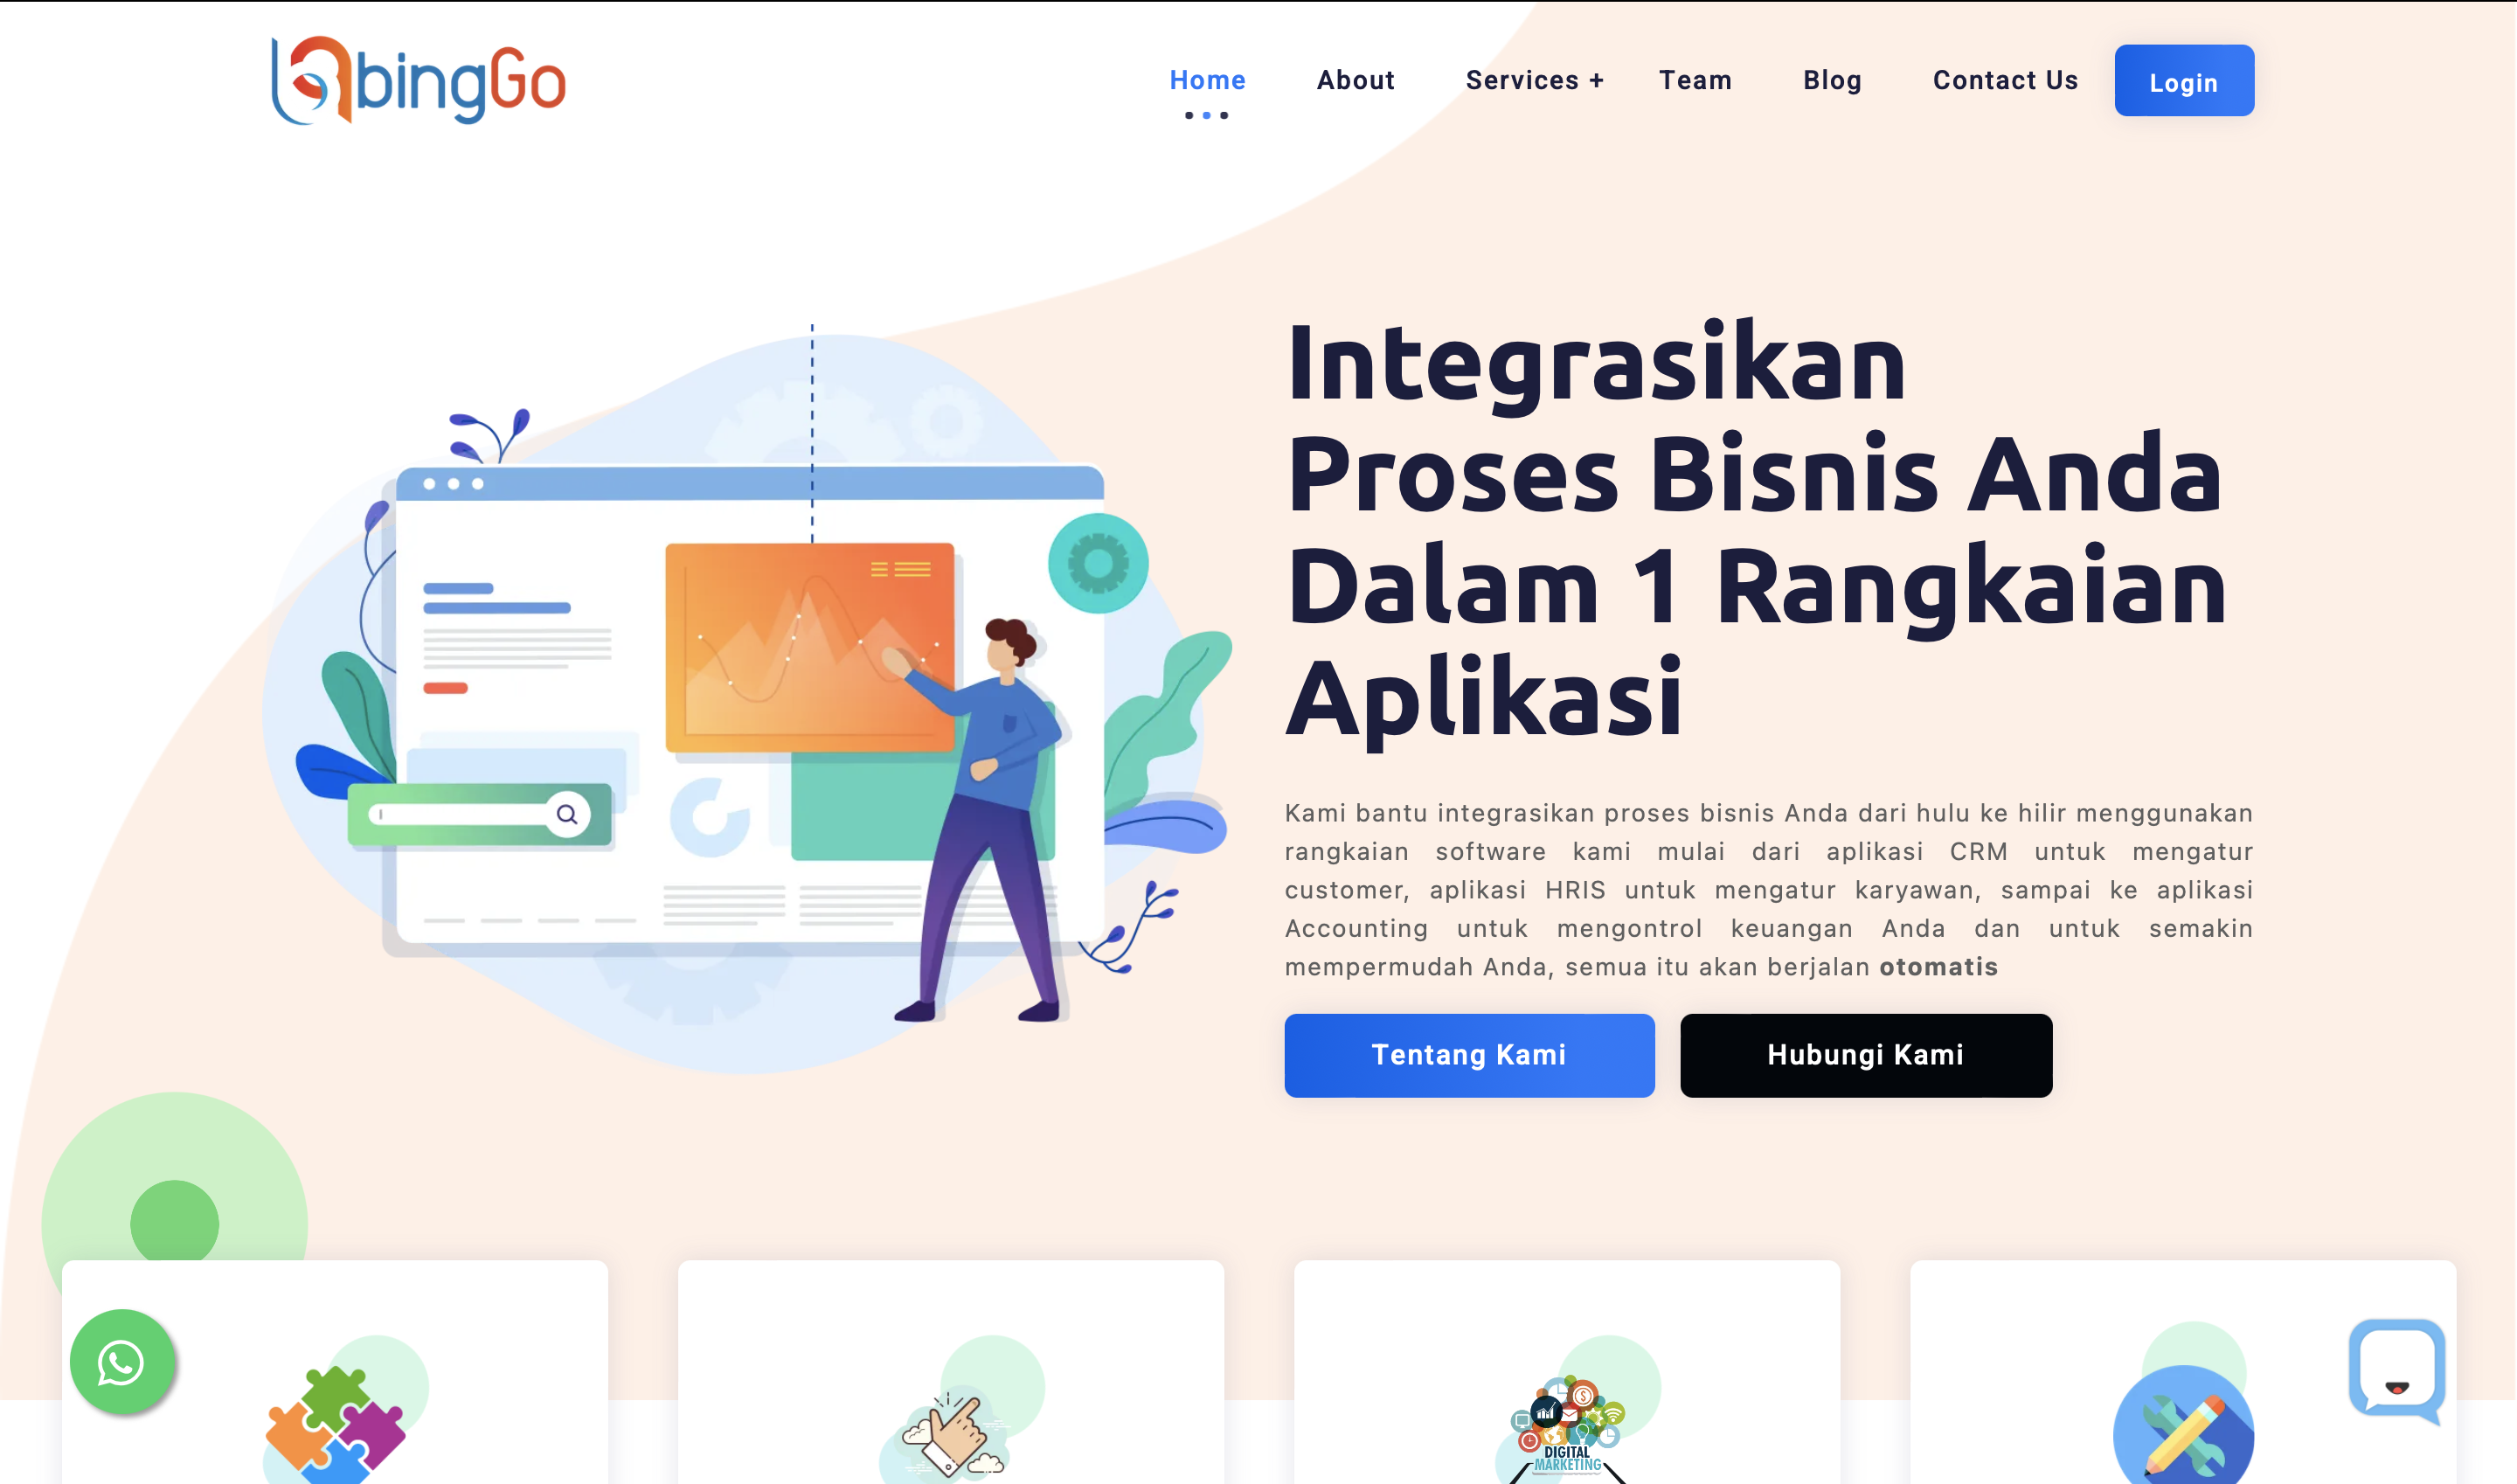 bingGo
Home
About
Services +
Team
Blog
Contact Us
Login
Integrasikan
Proses Bisnis Anda
Dalam 1 Rangkaian
Aplikasi
Kami bantu integrasikan proses bisnis Anda dari hulu ke hilir menggunakan
rangkaian software kami mulai dari aplikasi CRM untuk mengatur
customer, aplikasi HRIS untuk mengatur karyawan, sampai ke aplikasi
Accounting untuk mengontrol keuangan Anda dan untuk semakin
mempermudah Anda, semua itu akan berjalan otomatis
Tentang Kami
Hubungi Kami
DIGITAL
MARKETING